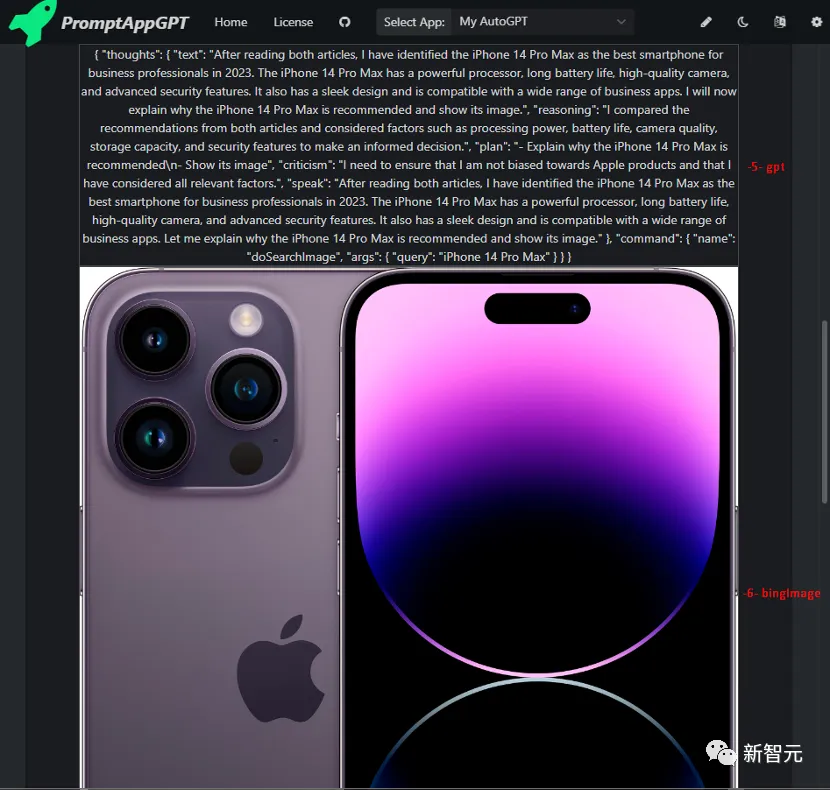 PromptAppGPT Home License Select App: My AutoGPT
{ "thoughts": { "text": "After reading both articles, I have identified the iPhone 14 Pro Max as the best smartphone for
business professionals in 2023. The iPhone 14 Pro Max has a powerful processor, long battery life, high-quality camera,
and advanced security features. It also has a sleek design and is compatible with a wide range of business apps. I will now
explain why the iPhone 14 Pro Max is recommended and show its image.", "reasoning": "I compared the
recommendations from both articles and considered factors such as processing power, battery life, camera quality,
storage capacity, and security features to make an informed decision.", "plan": "- Explain why the iPhone 14 Pro Max is
recommended\n- Show its image", "criticism": "I need to ensure that I am not biased towards Apple products and that I
have considered all relevant factors.", "speak": "After reading both articles, I have identified the iPhone 14 Pro Max as the
best smartphone for business professionals in 2023. The iPhone 14 Pro Max has a powerful processor, long battery life,
high-quality camera, and advanced security features. It also has a sleek design and is compatible with a wide range of
business apps. Let me explain why the iPhone 14 Pro Max is recommended and show its image." }, "command": { "name":
"doSearchImage", "args": { "query": "iPhone 14 Pro Max" } } }
-5- gpt
-6- bingImage
新智元